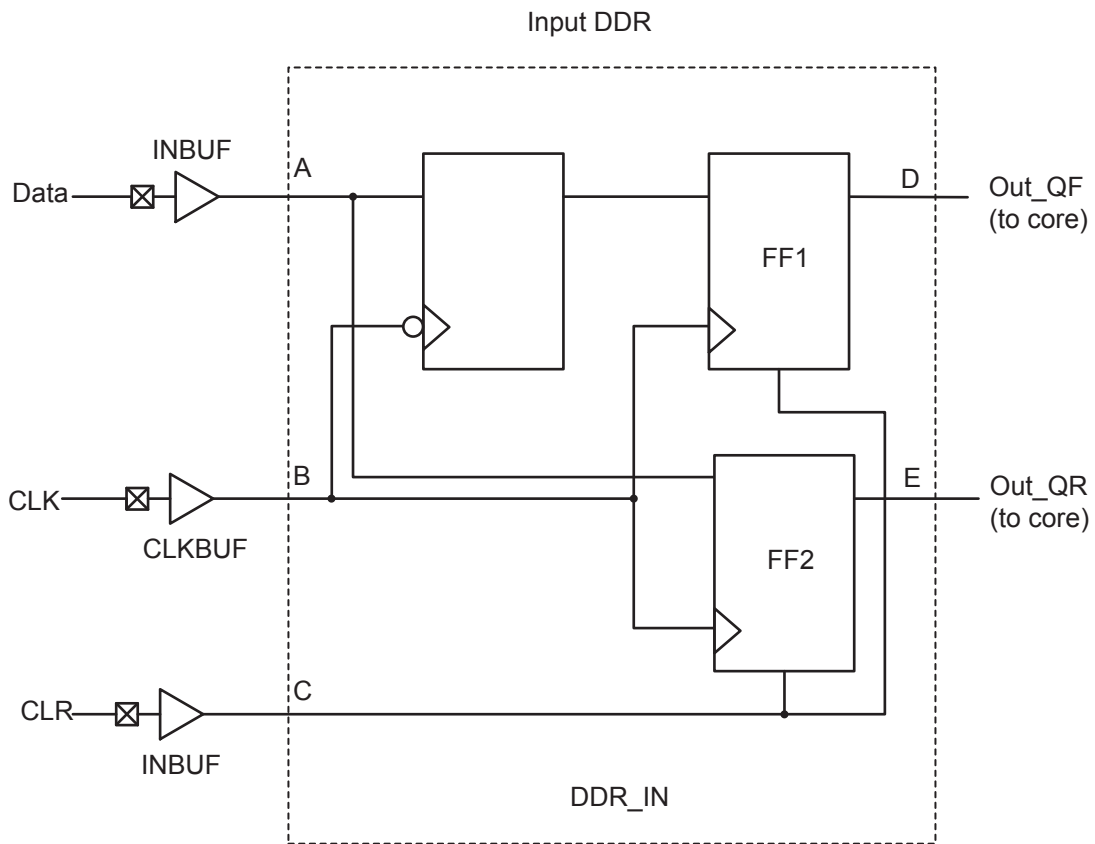 Input DDR
INBUF
A
Data
D
Out_QF
(to core)
FF1
B
CLK
CLKBUF
E
Out_QR
(to core)
FF2
C
CLR
INBUF
DDR_IN